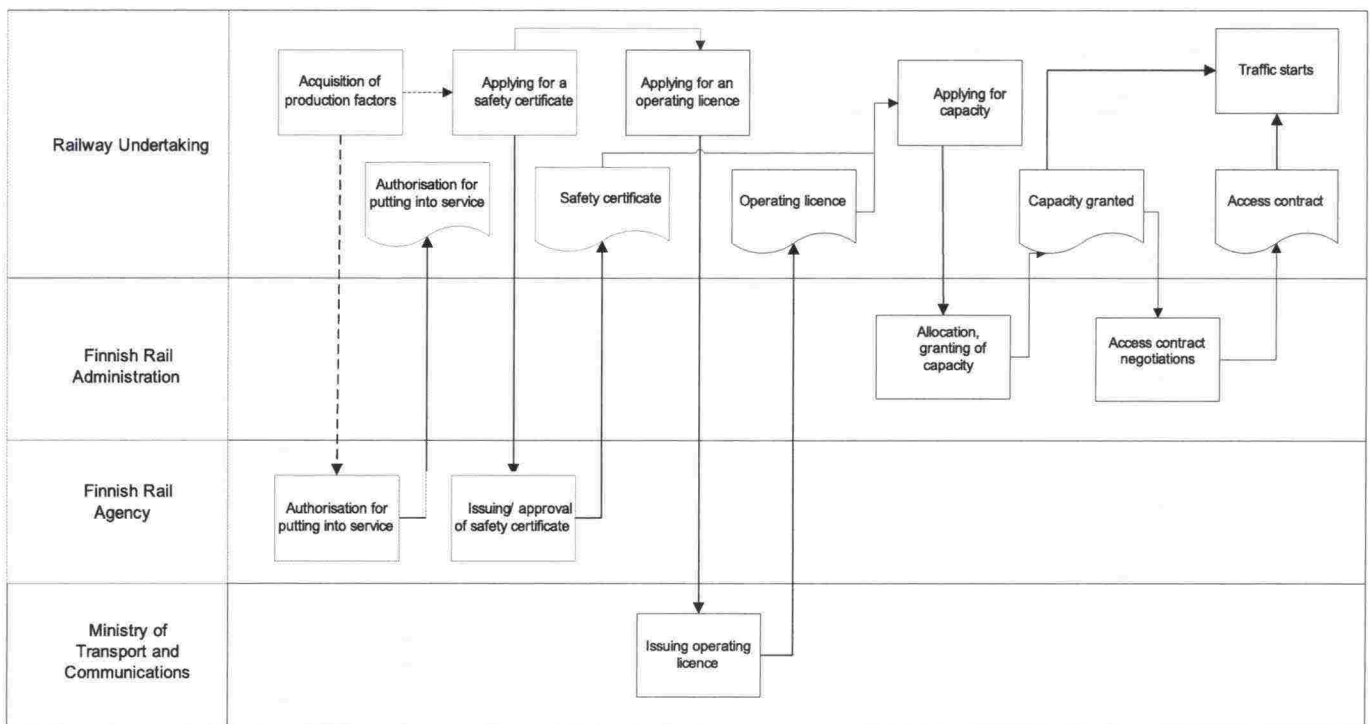 Railway Undertaking
Acquisition of
production factors
Applying for a
safety certificate
Applying for an
operating licence
Applying for
capacity
Traffic starts
Authorisation for
putting into service
Safety certificate
Operating licence
Capacity granted
Access contract
Finnish Rail
Administration
Allocation,
granting of
capacity
Access contract
negotiations
Finnish Rail
Agency
Authorisation for
putting into service
Issuing/ approval
of safety certificate
Ministry of
Transport and
Communications
Issuing operating
licence